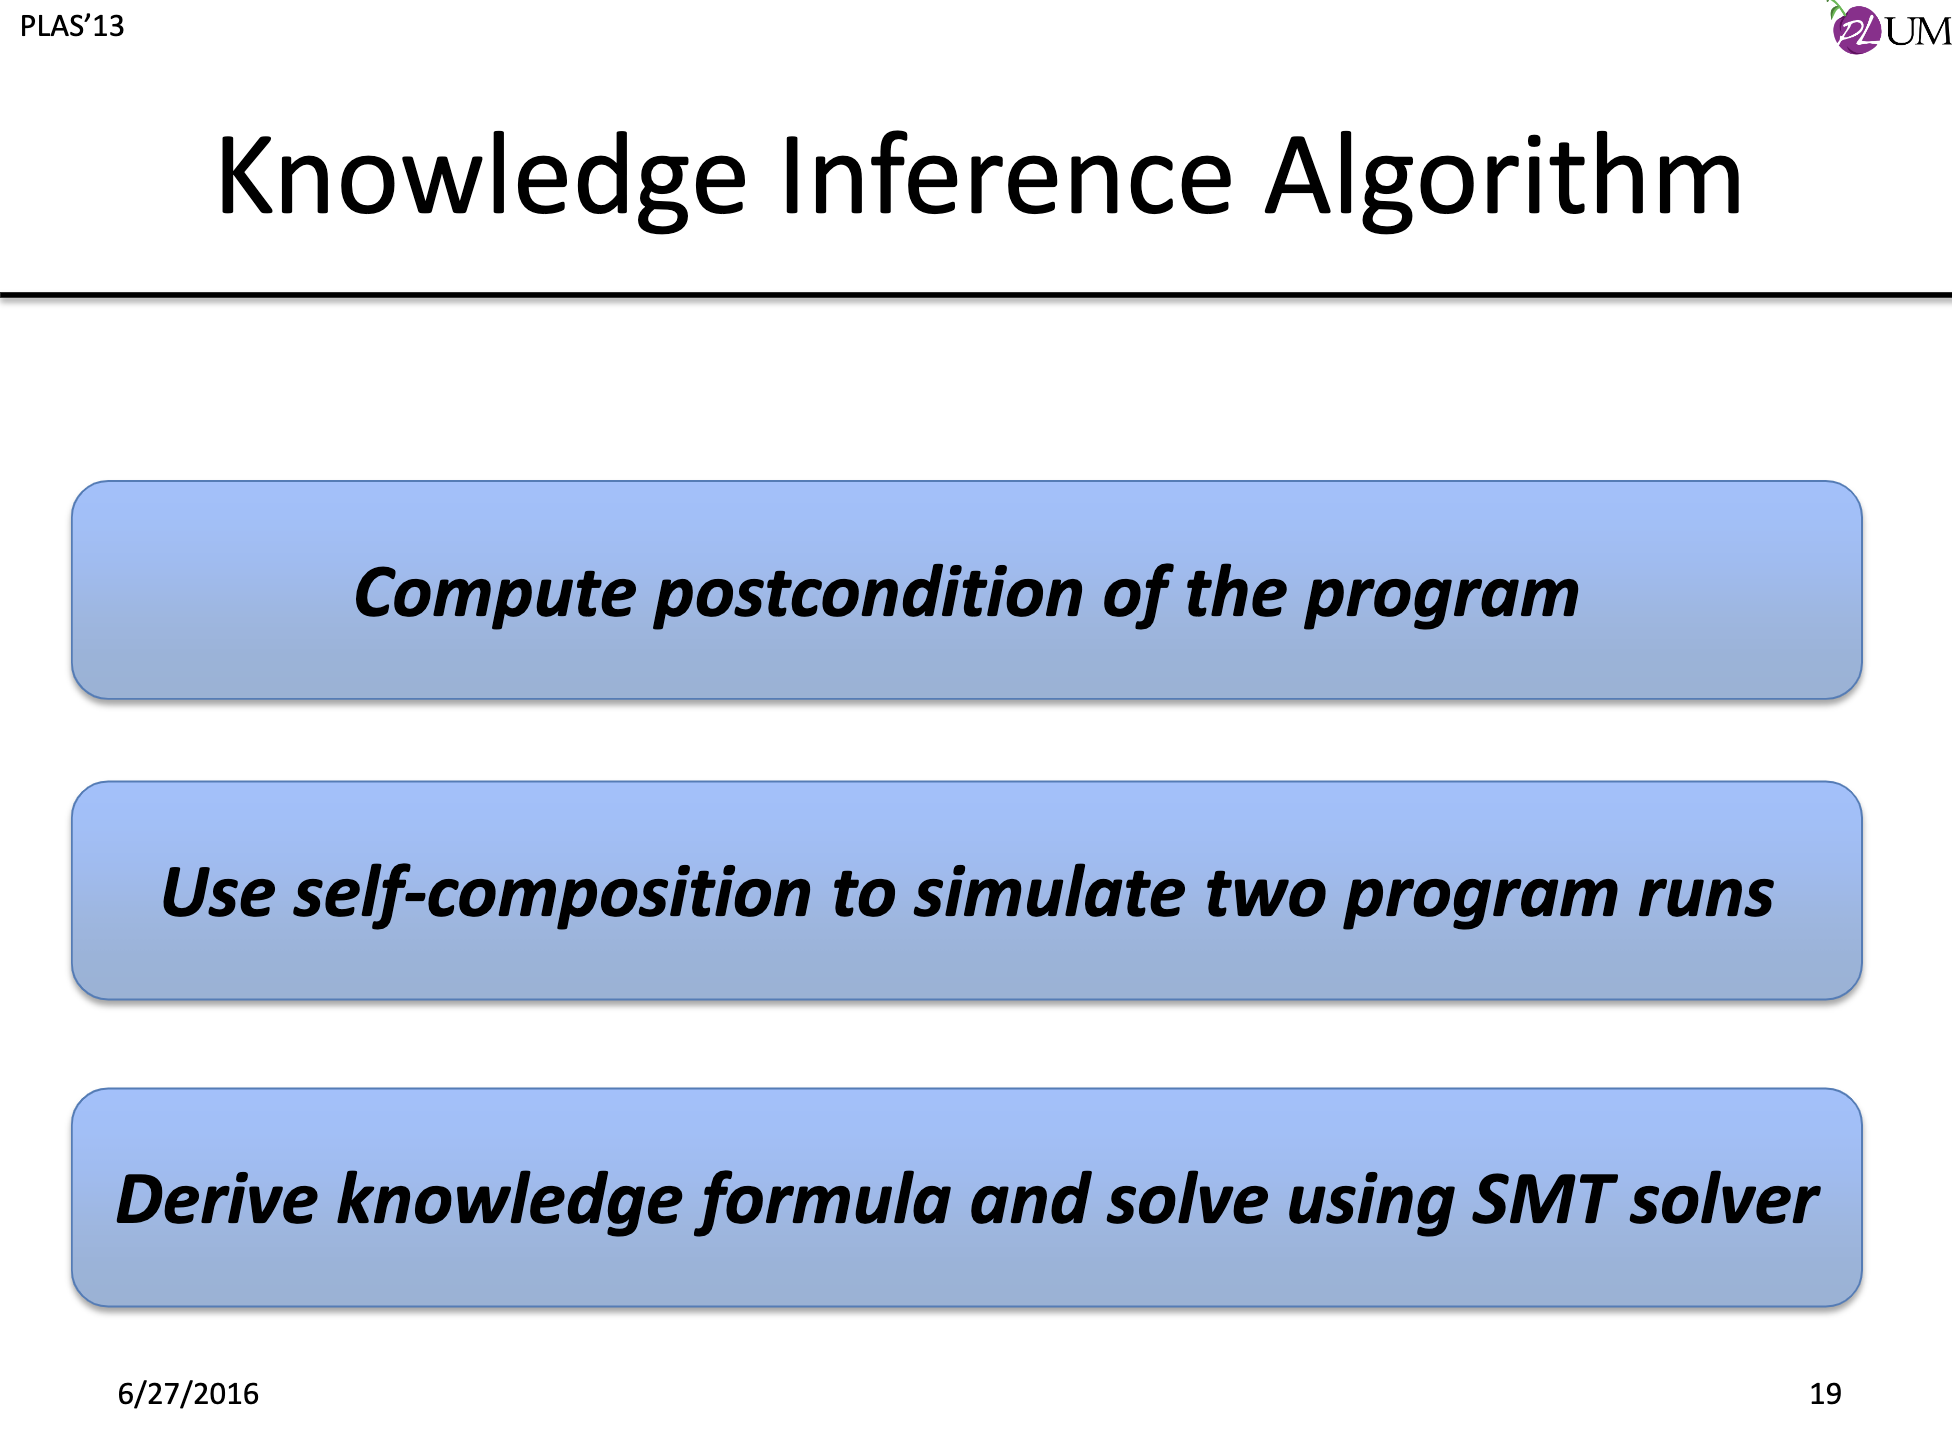 PLAS’13
PLUM
Knowledge Inference Algorithm
Compute postcondition of the program
Use self-composition to simulate two program runs
Derive knowledge formula and solve using SMT solver
6/27/2016
19